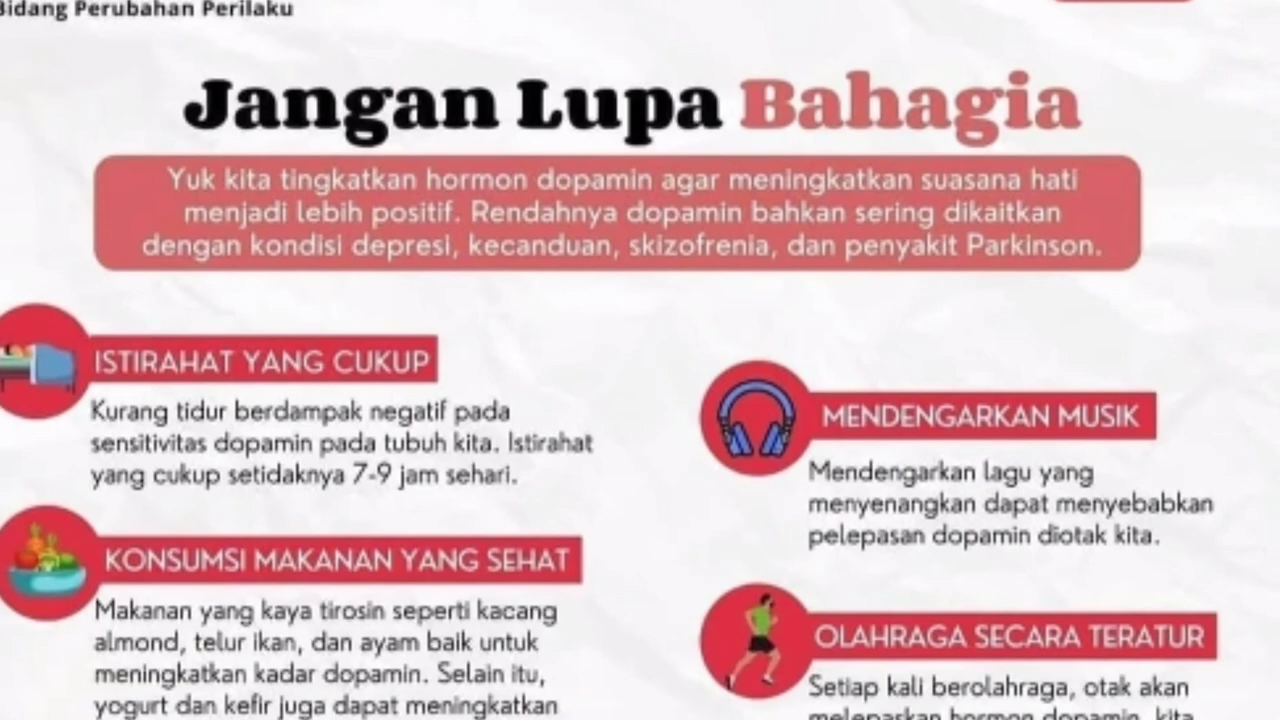 Bidang Perubahan Perilaku
Jangan Lupa Bahagia
Yuk kita tingkatkan hormon dopamin agar meningkatkan suasana hati
menjadi lebih positif. Rendahnya dopamin bahkan sering dikaitkan
dengan kondisi depresi, kecanduan, skizofrenia, dan penyakit Parkinson.
ISTIRAHAT YANG CUKUP
Kurang tidur berdampak negatif pada
sensitivitas dopamin pada tubuh kita. Istirahat
yang cukup setidaknya 7-9 jam sehari.
KONSUMSI MAKANAN YANG SEHAT
Makanan yang kaya tirosin seperti kacang
almond, telur ikan, dan ayam baik untuk
meningkatkan kadar dopamin. Selain itu,
yogurt dan kefir juga dapat meningkatkan
MENDENGARKAN MUSIK
Mendengarkan lagu yang
menyenangkan dapat menyebabkan
pelepasan dopamin diotak kita.
OLAHRAGA SECARA TERATUR
Setiap kali berolahraga, otak akan
melepaskan hormon dopamin, kita